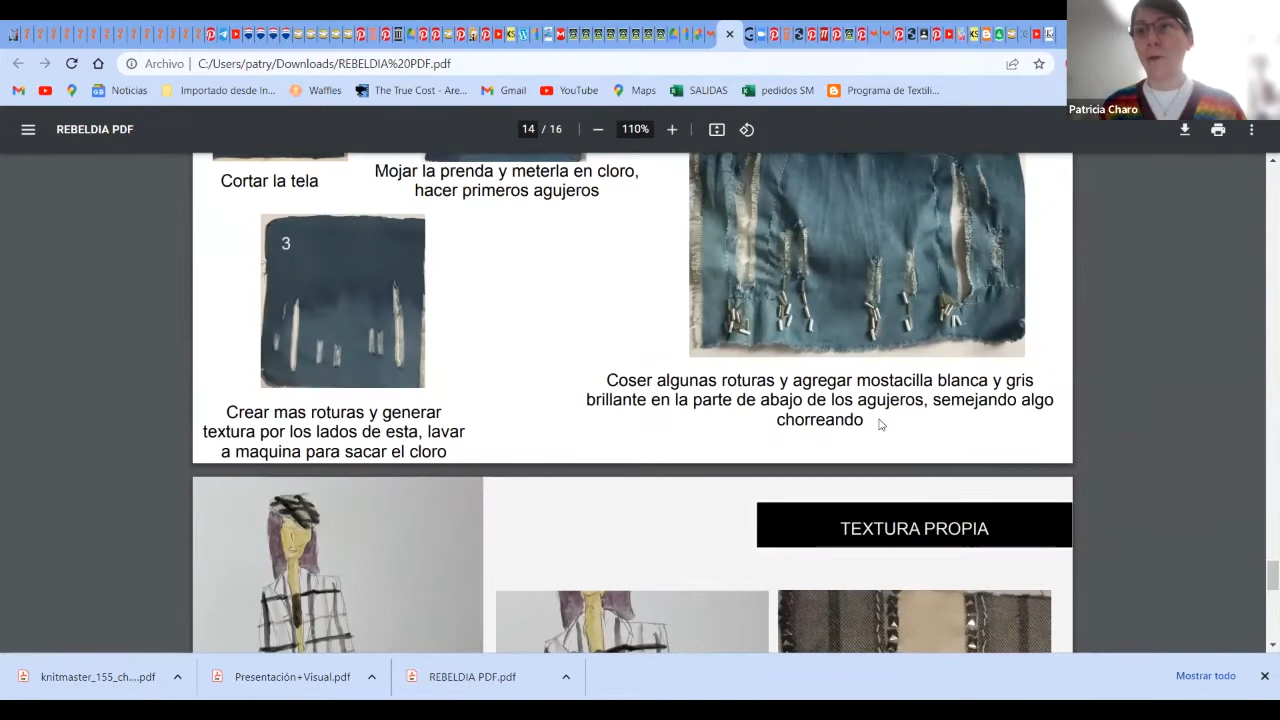 Patricia Charo
Archivo
C:/Users/patry/Downloads/REBELDIA%20PDF.pdf
Noticias
Importado desde In...
Waffles
The True Cost - Are...
Gmail
YouTube
Maps
SALIDAS
pedidos SM
Programa de Textili...
REBELDIA PDF
14 / 16
110%
Cortar la tela
Mojar la prenda y meterla en cloro,
hacer primeros agujeros
3
Crear mas roturas y generar
textura por los lados de esta, lavar
a maquina para sacar el cloro
Coser algunas roturas y agregar mostacilla blanca y gris
brillante en la parte de abajo de los agujeros, semejando algo
chorreando
TEXTURA PROPIA
knitmaster_155_ch....pdf
Presentación+Visual.pdf
REBELDIA PDF.pdf
Mostrar todo